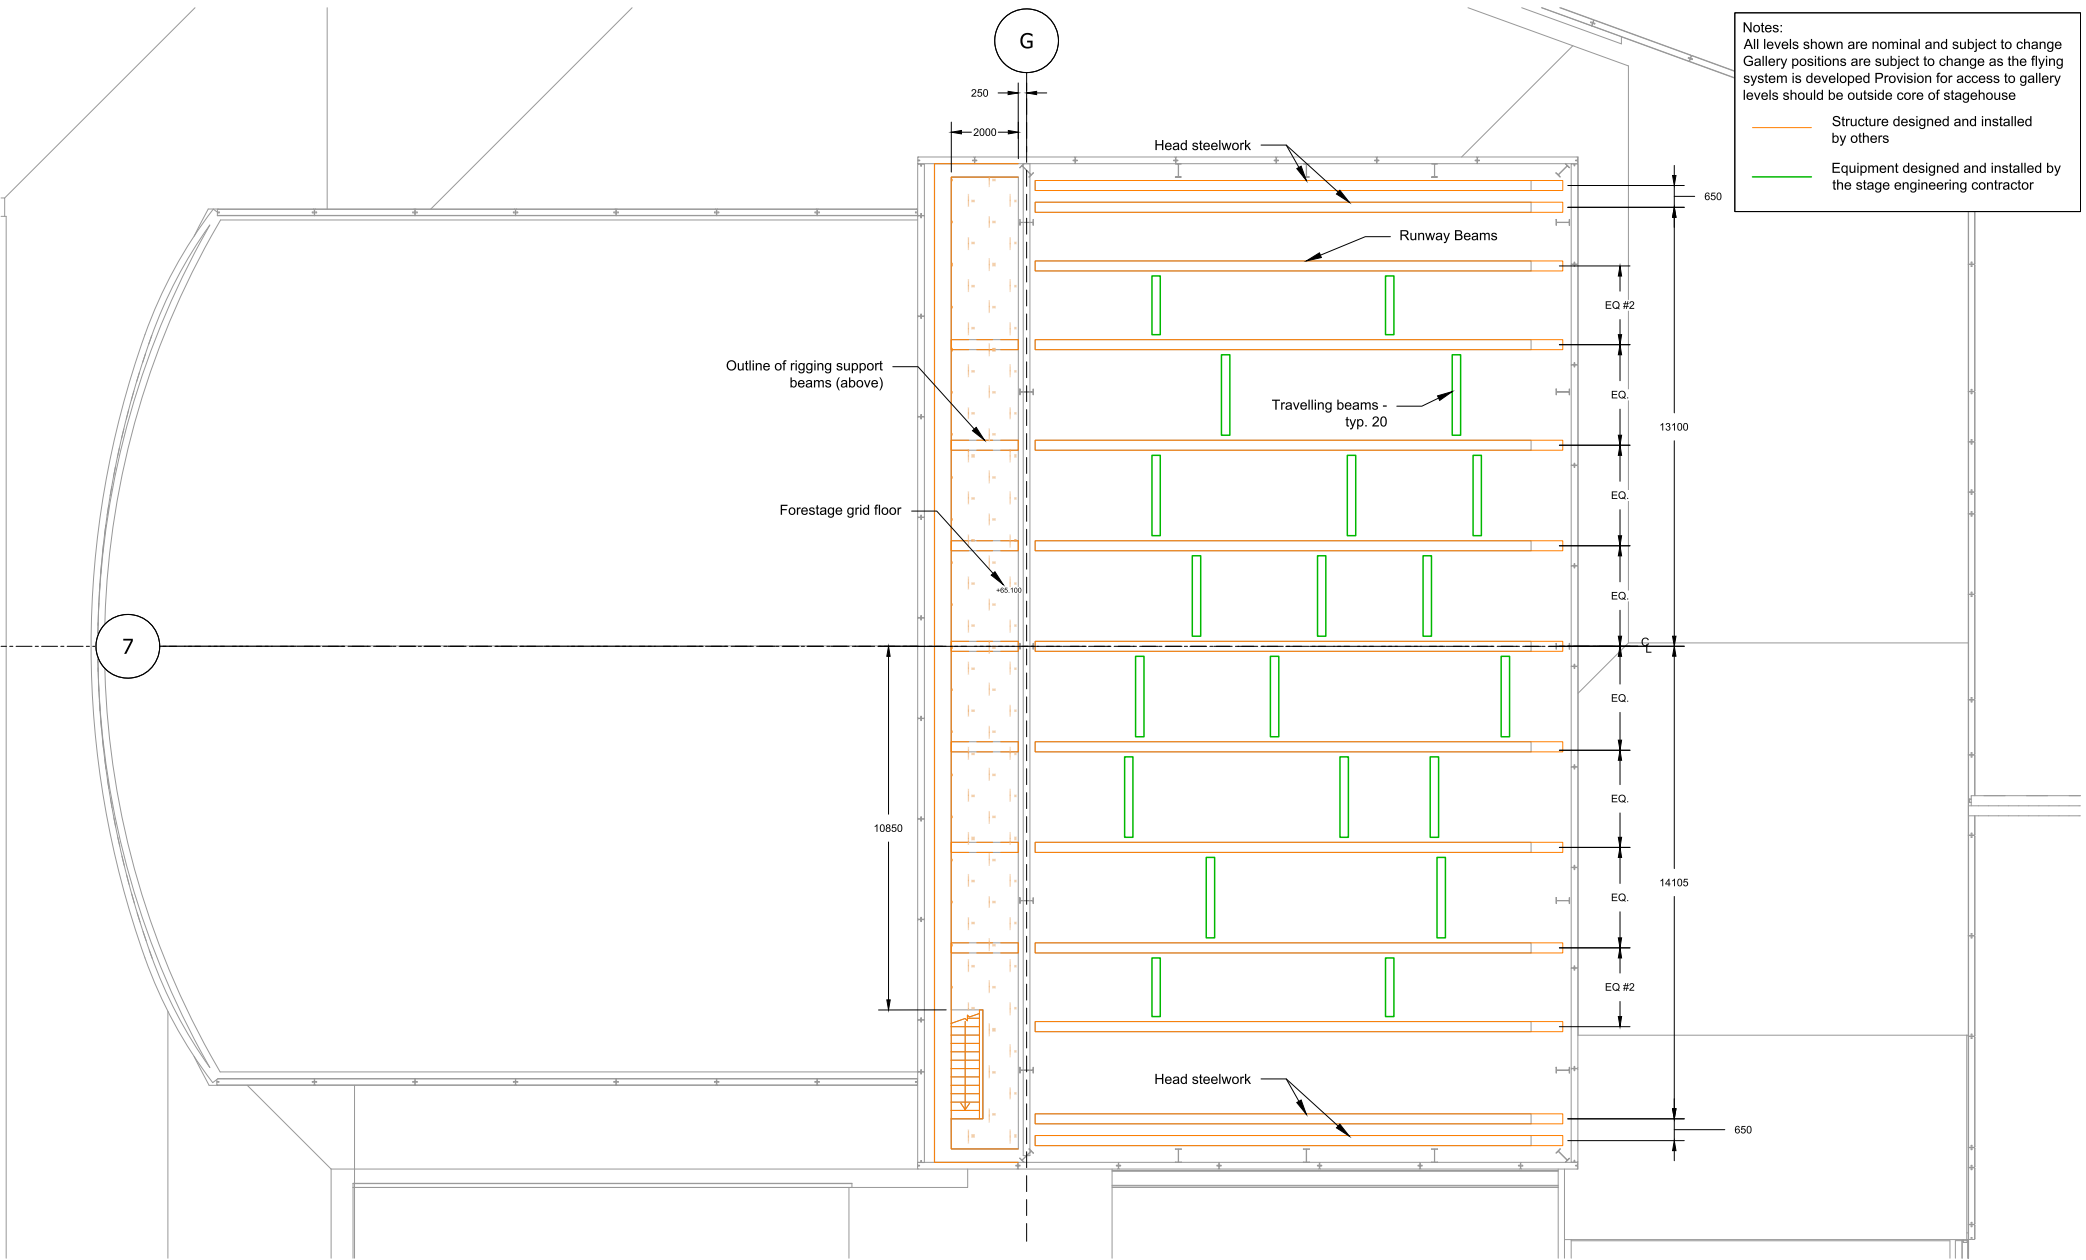 G
250
2000
Notes:
All levels shown are nominal and subject to change
Gallery positions are subject to change as the flying
system is developed Provision for access to gallery
levels should be outside core of stagehouse
Structure designed and installed
by others
Equipment designed and installed by
the stage engineering contractor
Head steelwork
650
Runway Beams
EQ #2
Outline of rigging support
beams (above)
EQ.
Travelling beams -
typ. 20
13100
EQ.
Forestage grid floor
+65.100
EQ.
7
CL
EQ.
EQ.
10850
14105
EQ.
EQ #2
Head steelwork
650